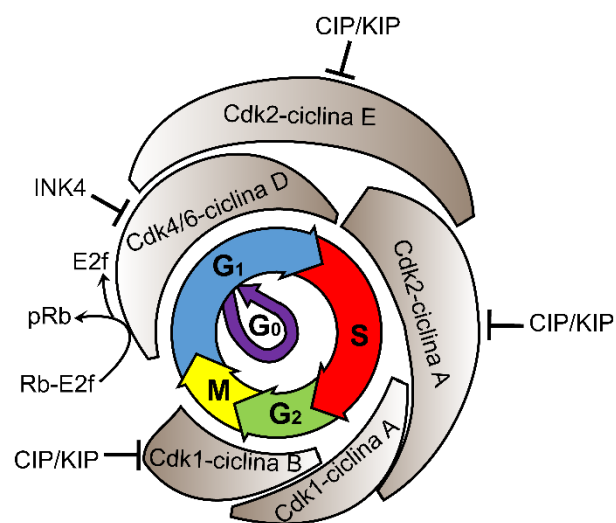 CIP/KIP
Cdk2-ciclina E
INK4
Cdk4/6-ciclina D
E2f
G1
pRb
G0
S
Cdk2-ciclina A
CIP/KIP
Rb-E2f
M
G2
CIP/KIP
Cdk1-ciclina B
Cdk1-ciclina A